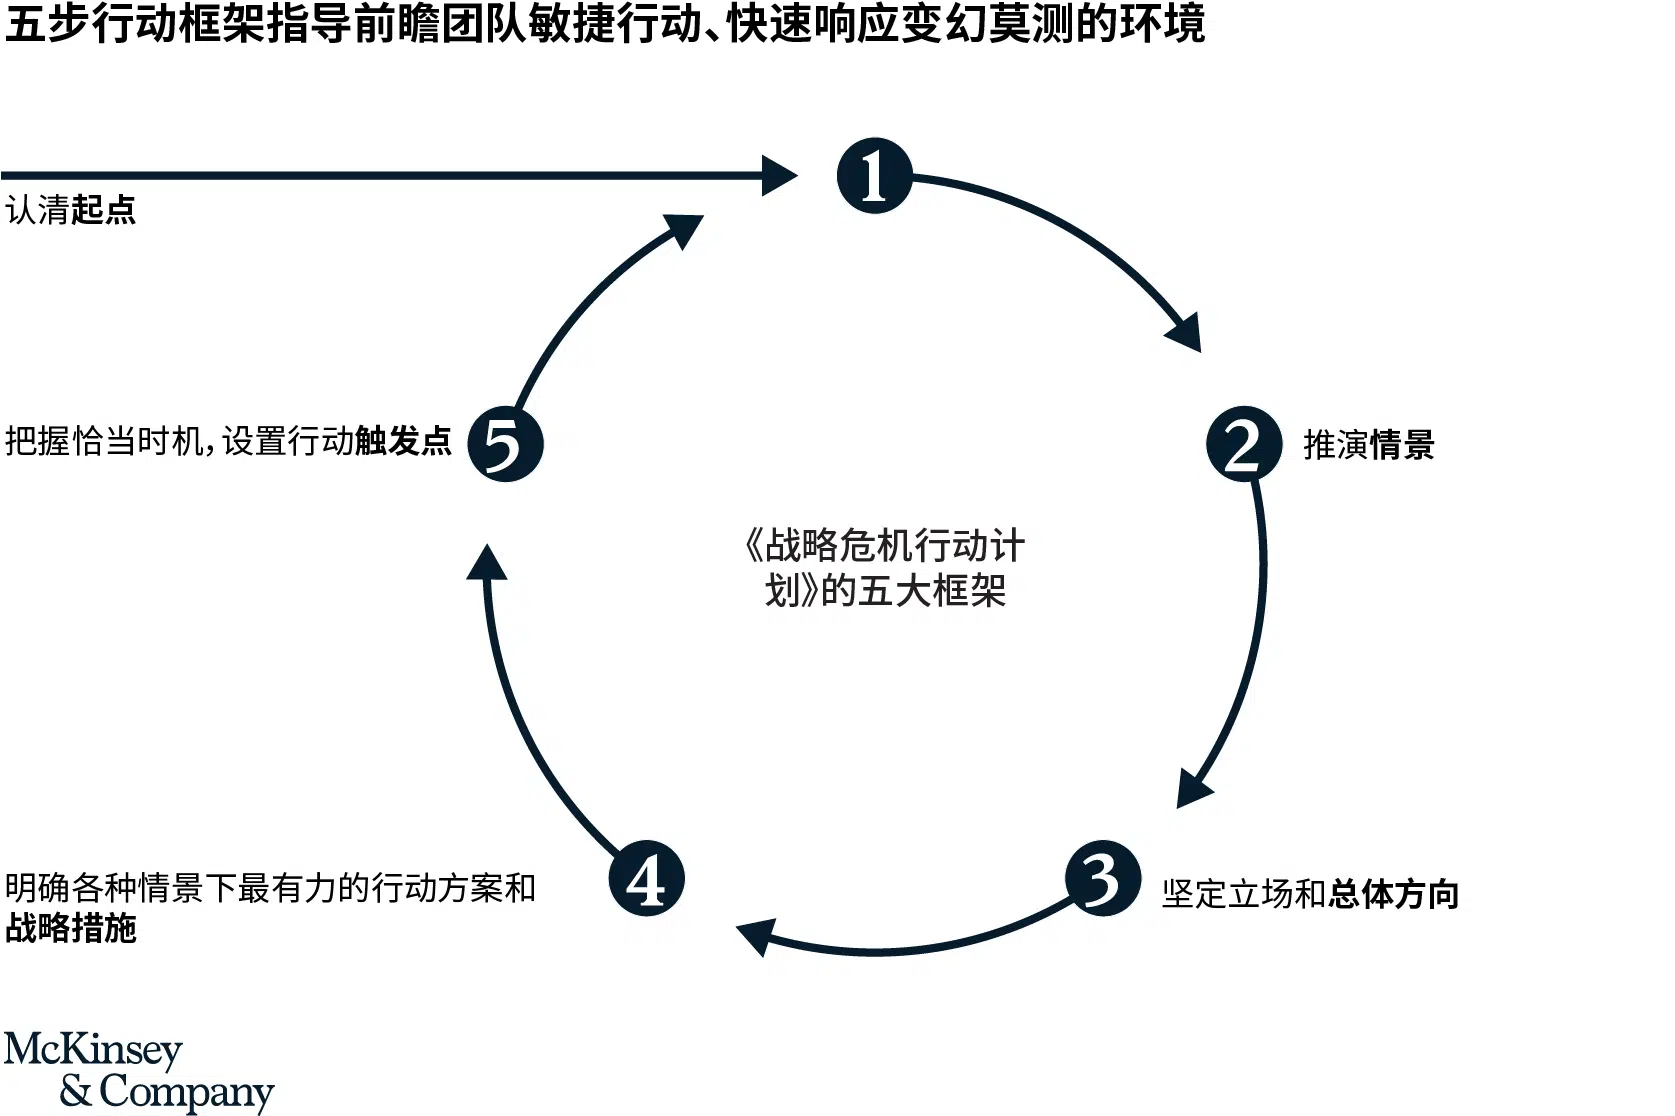 五步行动框架指导前瞻团队敏捷行动、快速响应变幻莫测的环境
认清起点
1
2
推演情景
《战略危机行动计
划》的五大框架
3
坚定立场和总体方向
4
明确各种情景下最有力的行动方案和
战略措施
5
把握恰当时机，设置行动触发点
McKinsey
& Company